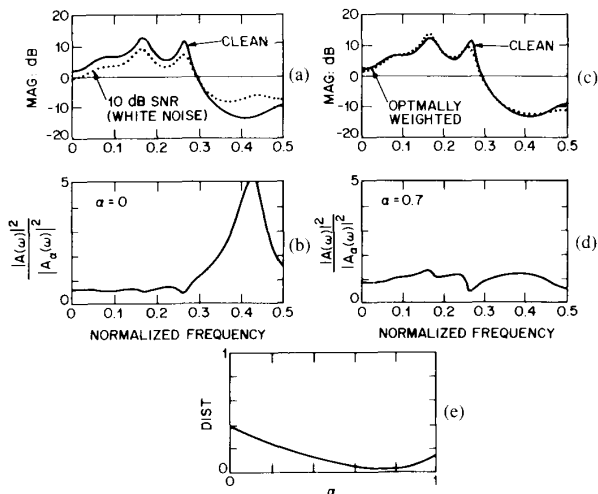 20
10
0
-10
-20
MAG. dB
CLEAN
10 dB SNR
(WHITE NOISE)
(a)
0 0.1 0.2 0.3 0.4 0.5
20
10
0
-10
-20
MAG. dB
CLEAN
OPTMALLY
WEIGHTED
(c)
0 0.1 0.2 0.3 0.4 0.5
5
0
|A(ω)|²
|Aα(ω)|²
α = 0
(b)
0 0.1 0.2 0.3 0.4 0.5
NORMALIZED FREQUENCY
5
0
|A(ω)|²
|Aα(ω)|²
α = 0.7
(d)
0 0.1 0.2 0.3 0.4 0.5
NORMALIZED FREQUENCY
1
0
DIST
(e)
0 1
α